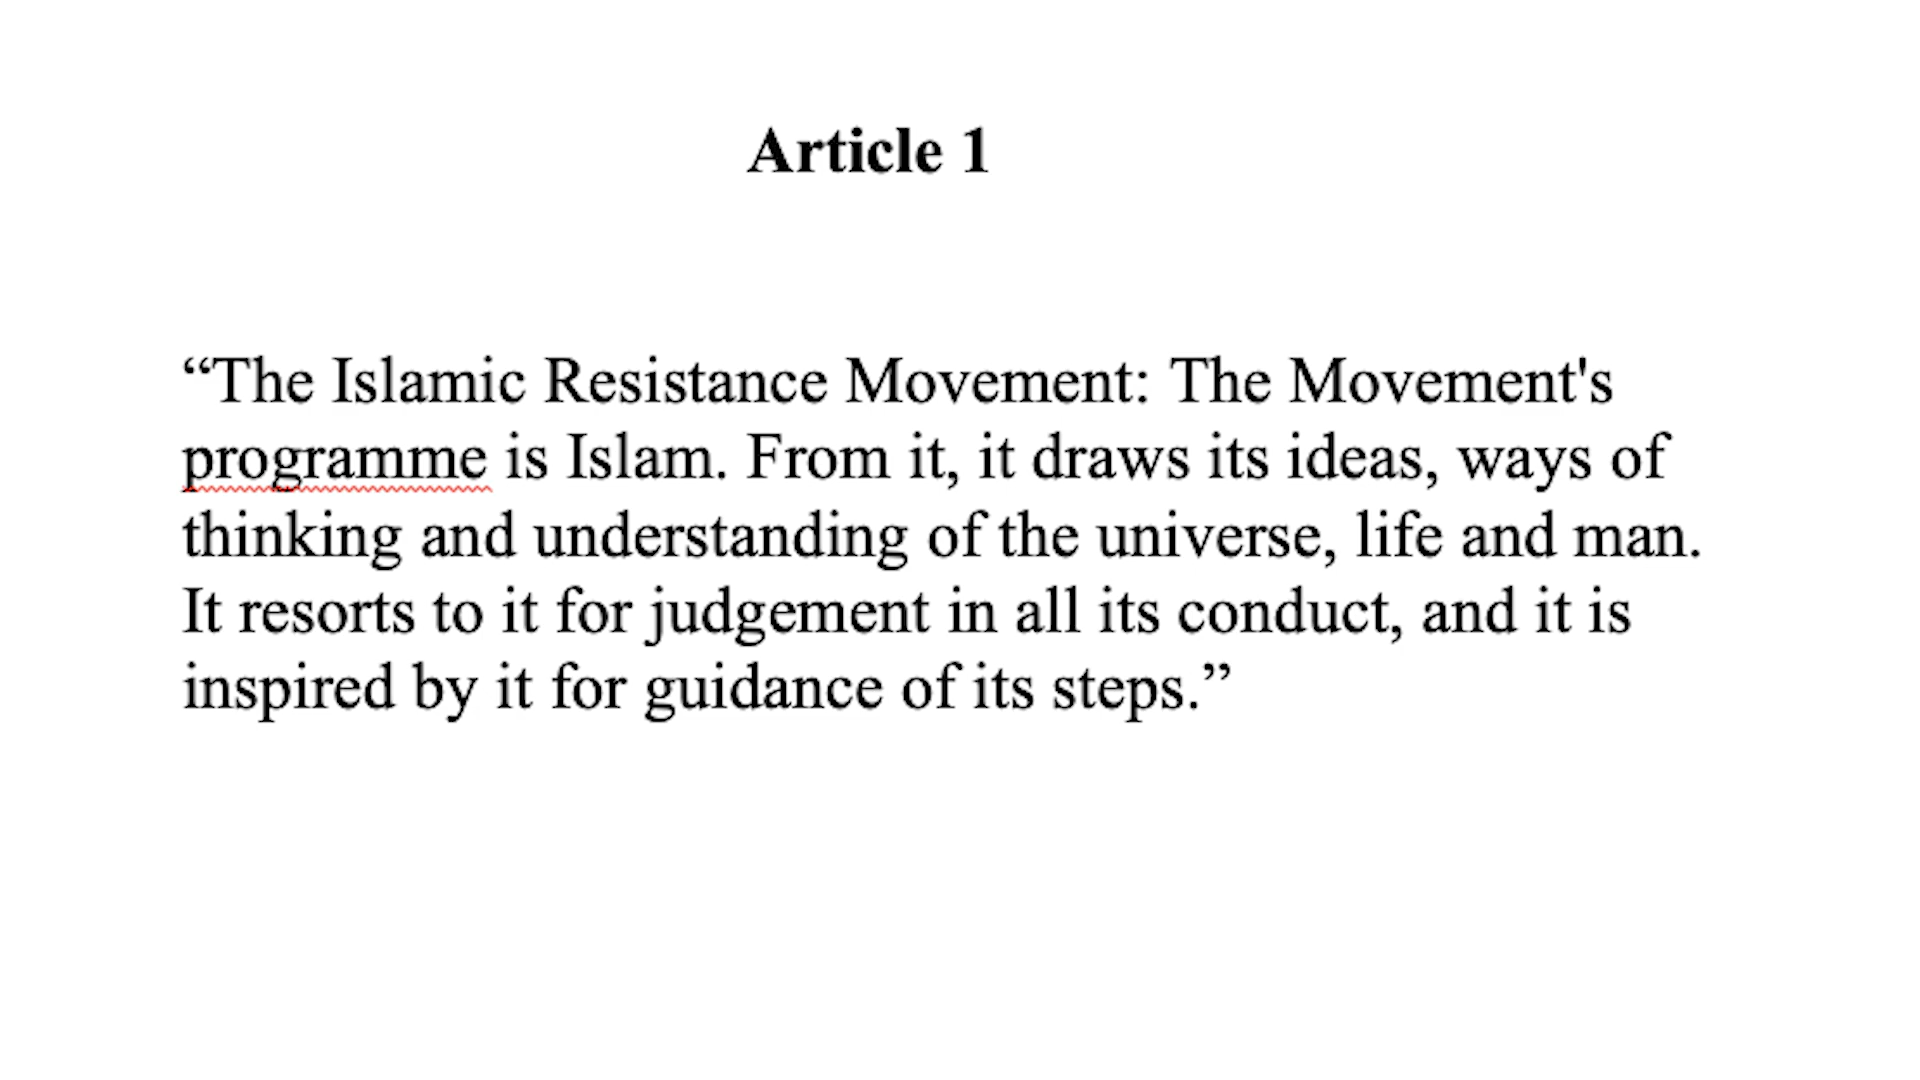 Article 1
“The Islamic Resistance Movement: The Movement's
programme is Islam. From it, it draws its ideas, ways of
thinking and understanding of the universe, life and man.
It resorts to it for judgement in all its conduct, and it is
inspired by it for guidance of its steps.”